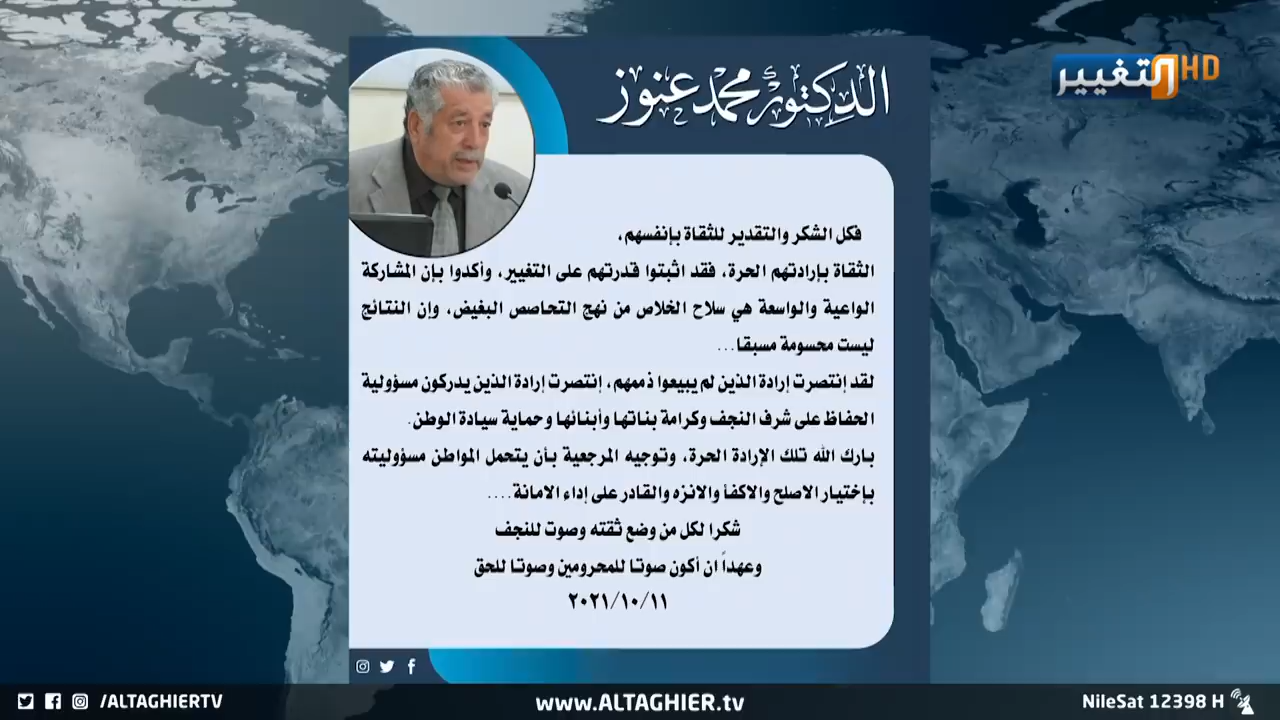 التغيير HD
الدكتور محمد عنوز
فكل الشكر والتقدير للثقاة بإنفسهم،
الثقاة بإرادتهم الحرة، فقد اثبتوا قدرتهم على التغيير، وأكدوا بإن المشاركة
الواعية والواسعة هي سلاح الخلاص من نهج التحاصص البغيض، وإن النتائج
ليست محسومة مسبقا...
لقد إنتصرت إرادة الذين لم يبيعوا ذممهم، إنتصرت إرادة الذين يدركون مسؤولية
الحفاظ على شرف النجف وكرامة بناتها وأبنائها وحماية سيادة الوطن.
بارك الله تلك الإرادة الحرة، وتوجيه المرجعية بأن يتحمل المواطن مسؤوليته
بإختيار الاصلح والاكفأ والانزه والقادر على إداء الامانة....
شكرا لكل من وضع ثقته وصوت للنجف
وعهداً ان أكون صوتا للمحرومين وصوتا للحق
٢٠٢١/١٠/١١
/ALTAGHIERTV www.ALTAGHIER.tv NileSat 12398 H